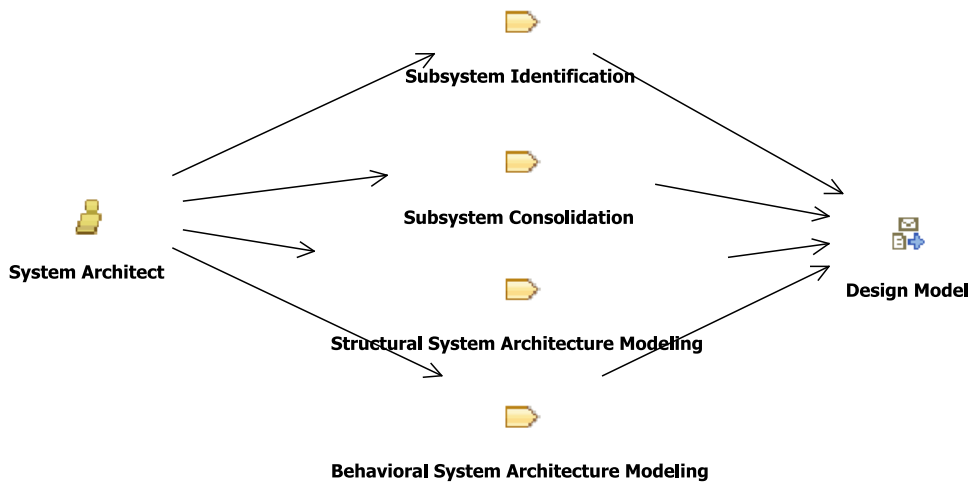 Subsystem Identification
Subsystem Consolidation
System Architect
Design Model
Structural System Architecture Modeling
Behavioral System Architecture Modeling